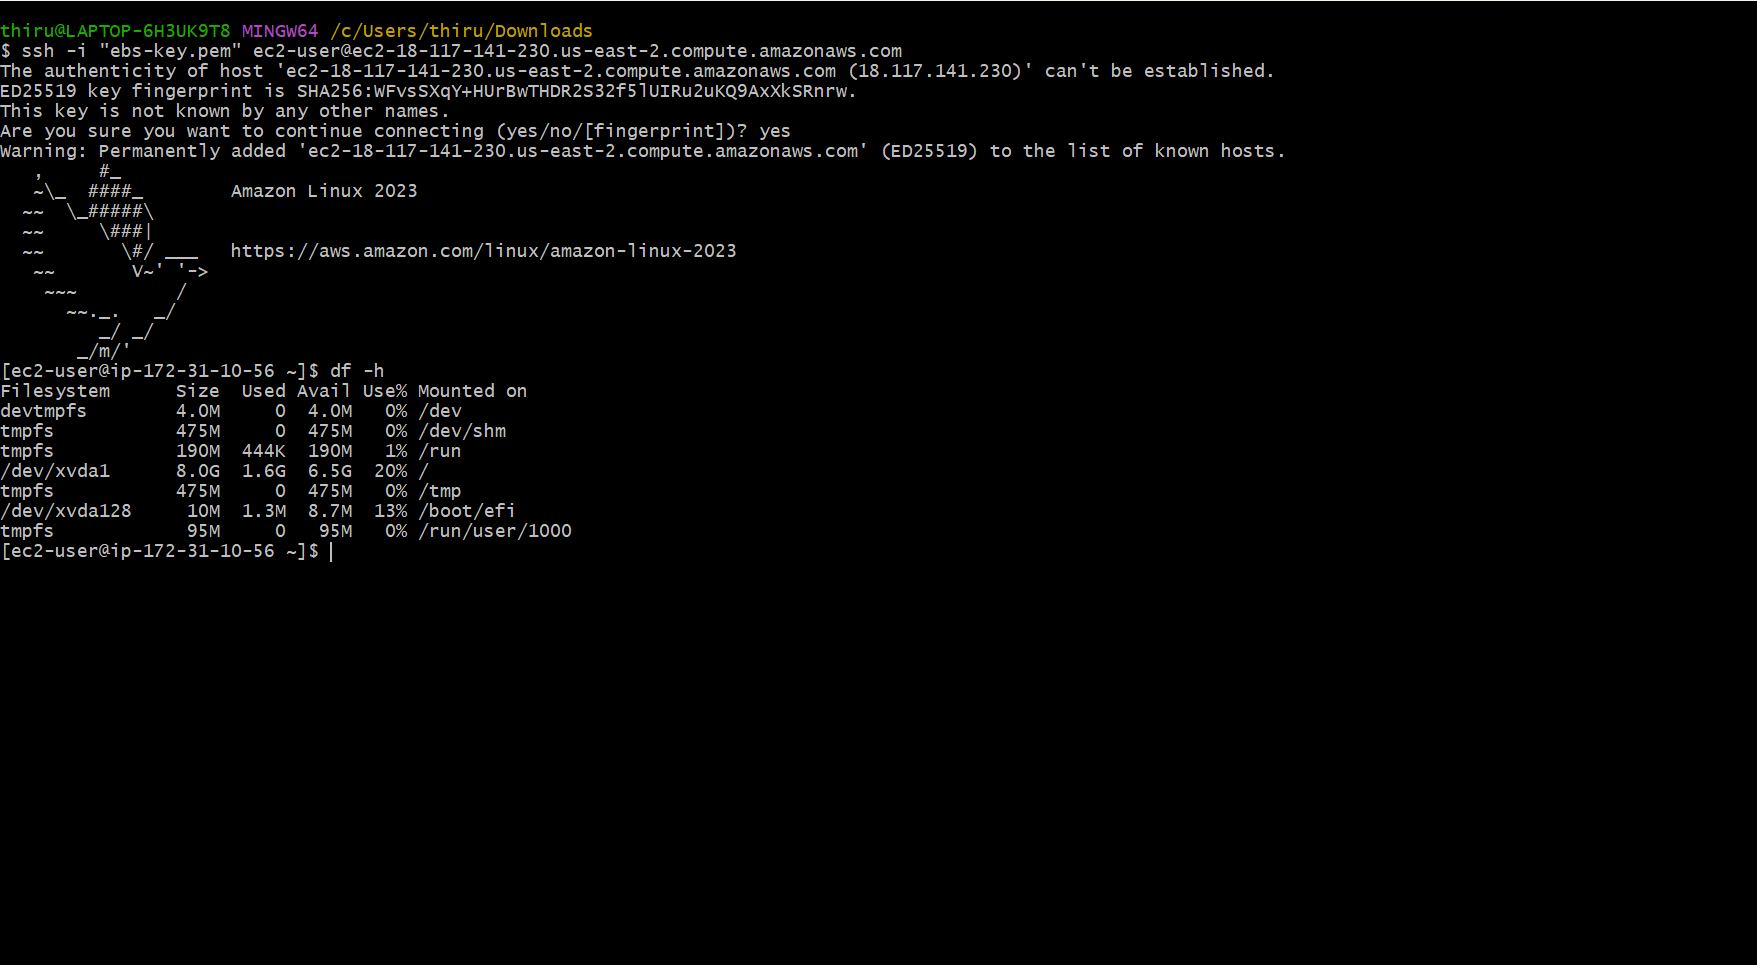 thiru@LAPTOP-6H3UK9T8 MINGW64 /c/Users/thiru/Downloads
$ ssh -i "ebs-key.pem" ec2-user@ec2-18-117-141-230.us-east-2.compute.amazonaws.com
The authenticity of host 'ec2-18-117-141-230.us-east-2.compute.amazonaws.com (18.117.141.230)' can't be established.
ED25519 key fingerprint is SHA256:WFvsSXqY+HUrBwTHDR2S32f5lUIRu2uKQ9AxXkSRnrw.
This key is not known by any other names.
Are you sure you want to continue connecting (yes/no/[fingerprint])? yes
Warning: Permanently added 'ec2-18-117-141-230.us-east-2.compute.amazonaws.com' (ED25519) to the list of known hosts.
   ,     #_
   ~\_  ####_        Amazon Linux 2023
  ~~  \_#####\
  ~~     \###|
  ~~       \#/ ___   https://aws.amazon.com/linux/amazon-linux-2023
   ~~       V~' '->
    ~~~         /
      ~~._.   _/
         _/ _/
       _/m/'
[ec2-user@ip-172-31-10-56 ~]$ df -h
Filesystem      Size  Used Avail Use% Mounted on
devtmpfs        4.0M     0  4.0M   0% /dev
tmpfs           475M     0  475M   0% /dev/shm
tmpfs           190M  444K  190M   1% /run
/dev/xvda1      8.0G  1.6G  6.5G  20% /
tmpfs           475M     0  475M   0% /tmp
/dev/xvda128     10M  1.3M  8.7M  13% /boot/efi
tmpfs            95M     0   95M   0% /run/user/1000
[ec2-user@ip-172-31-10-56 ~]$